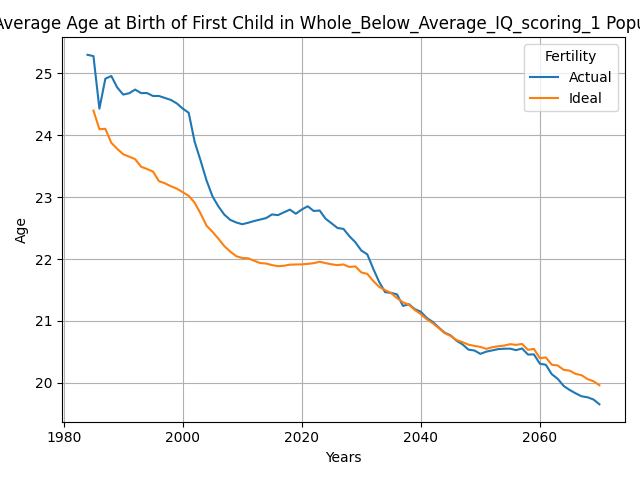 Average Age at Birth of First Child in Whole_Below_Average_IQ_scoring_1
Fertility
Actual
Ideal
Age
25
24
23
22
21
20
1980
2000
2020
2040
2060
Years